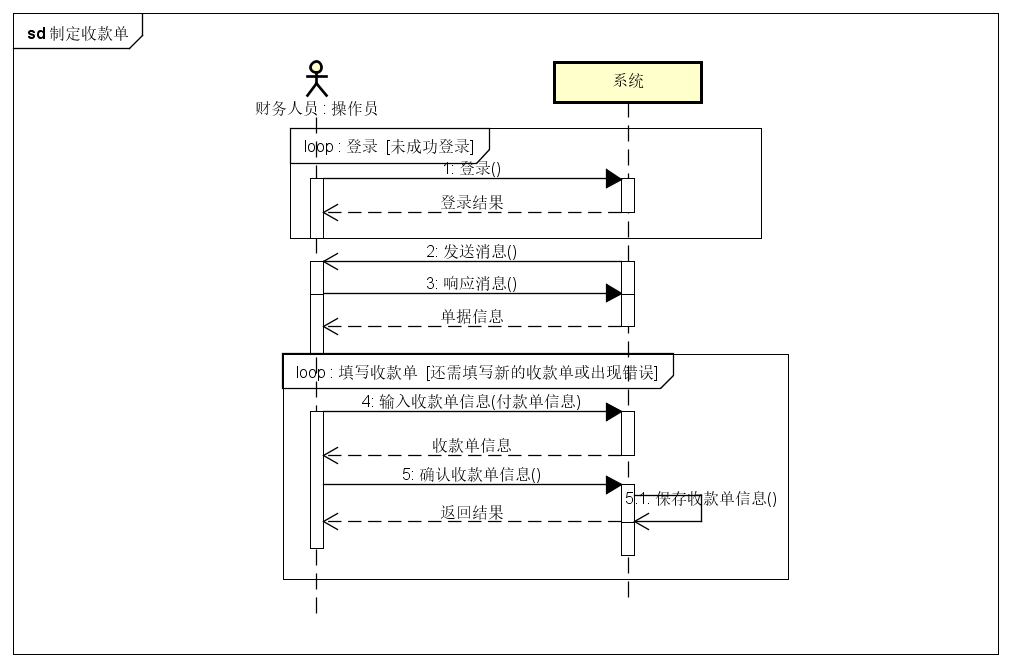 sd 制定收款单
系统
财务人员 : 操作员
loop : 登录 [未成功登录]
1: 登录()
登录结果
2: 发送消息()
3: 响应消息()
单据信息
loop : 填写收款单 [还需填写新的收款单或出现错误]
4: 输入收款单信息(付款单信息)
收款单信息
5: 确认收款单信息()
5.1: 保存收款单信息()
返回结果